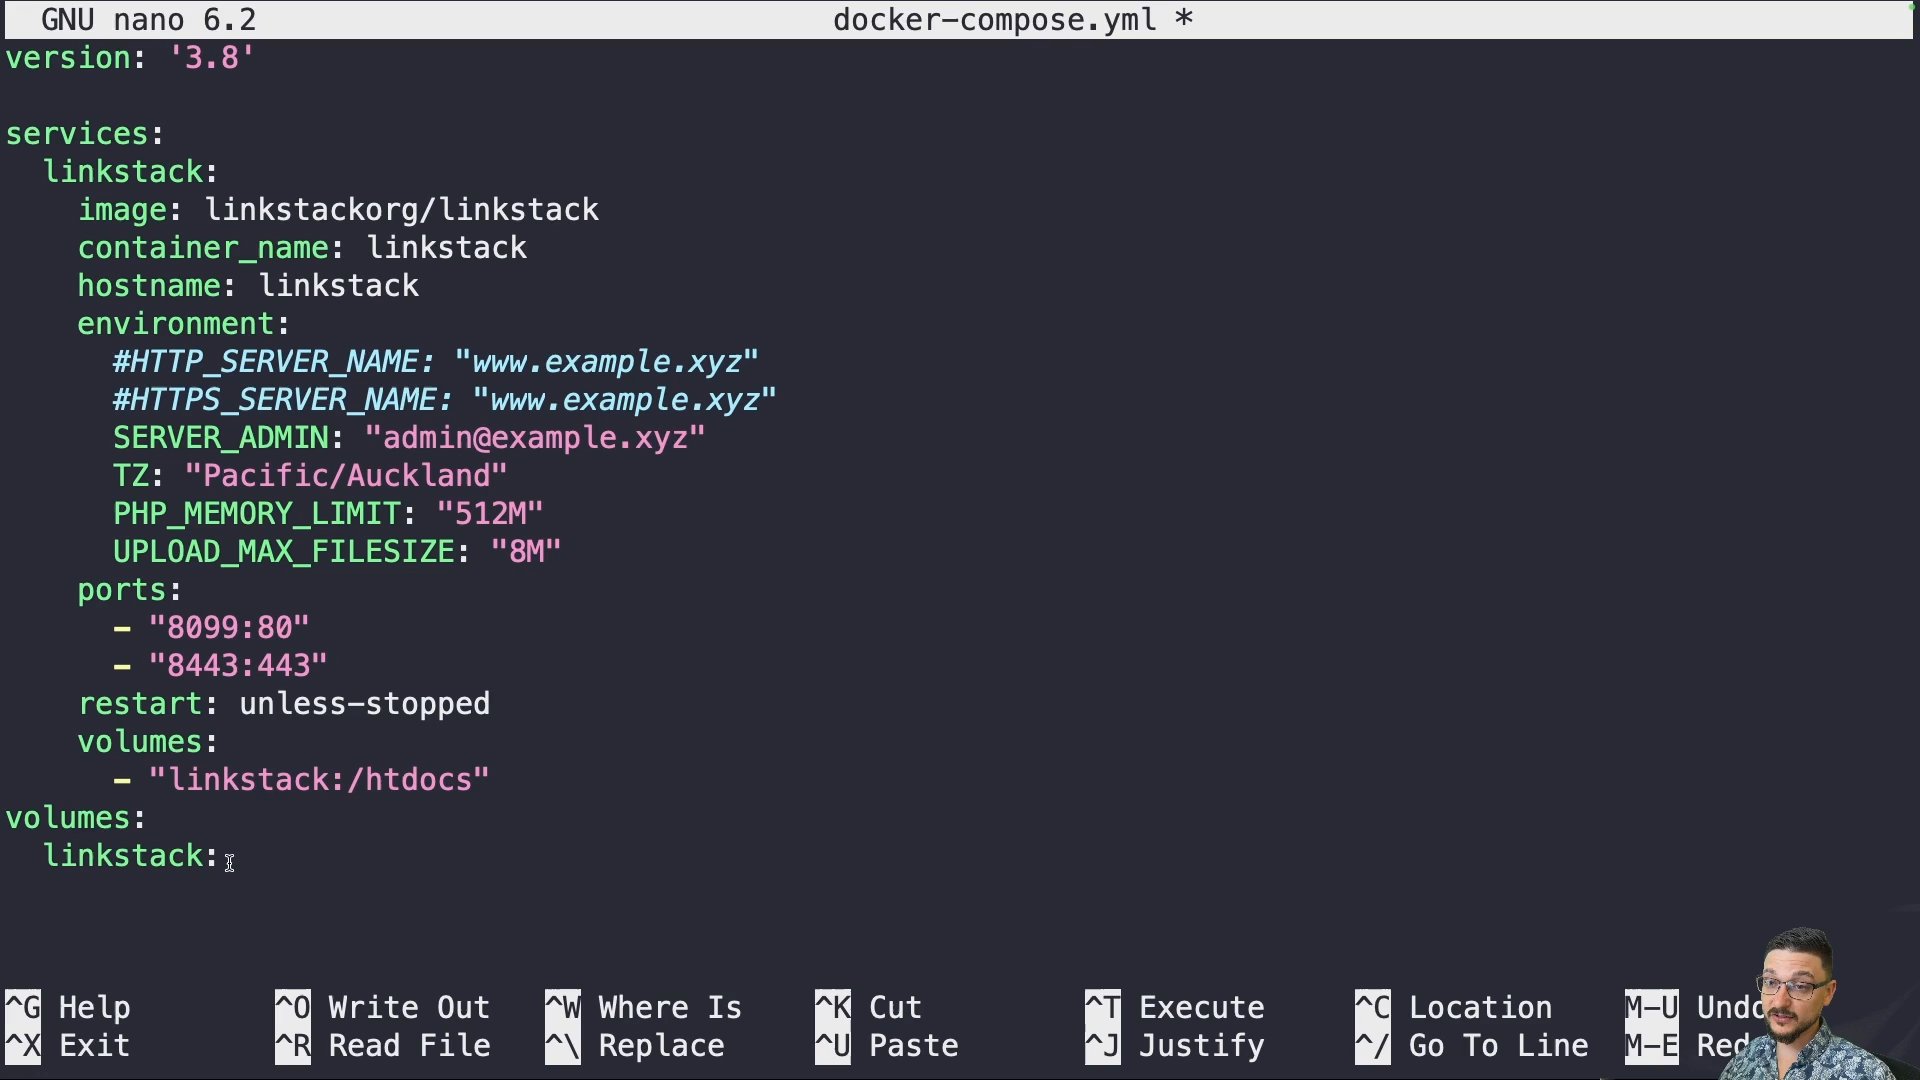 GNU nano 6.2 docker-compose.yml *
version: '3.8'

services:
  linkstack:
    image: linkstackorg/linkstack
    container_name: linkstack
    hostname: linkstack
    environment:
      #HTTP_SERVER_NAME: "www.example.xyz"
      #HTTPS_SERVER_NAME: "www.example.xyz"
      SERVER_ADMIN: "admin@example.xyz"
      TZ: "Pacific/Auckland"
      PHP_MEMORY_LIMIT: "512M"
      UPLOAD_MAX_FILESIZE: "8M"
    ports:
      - "8099:80"
      - "8443:443"
    restart: unless-stopped
    volumes:
      - "linkstack:/htdocs"
volumes:
  linkstack:
^G Help ^O Write Out ^W Where Is ^K Cut ^T Execute ^C Location M-U
^X Exit ^R Read File ^\ Replace ^U Paste ^J Justify ^/ Go To Line M-E